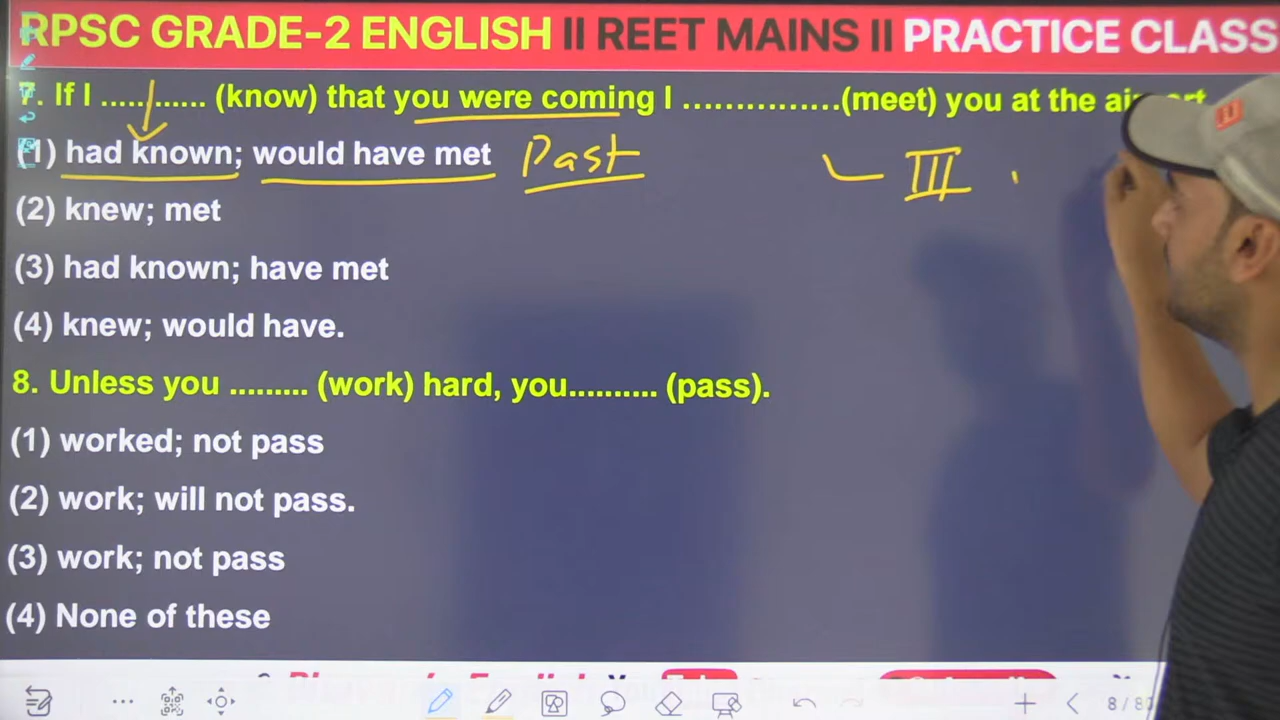 RPSC GRADE-2 ENGLISH II REET MAINS II PRACTICE CLASS
7. If I ........... (know) that you were coming I ...............(meet) you at the
(1) had known; would have met Past III
(2) knew; met
(3) had known; have met
(4) knew; would have.
8. Unless you ......... (work) hard, you.......... (pass).
(1) worked; not pass
(2) work; will not pass.
(3) work; not pass
(4) None of these
8 / 8